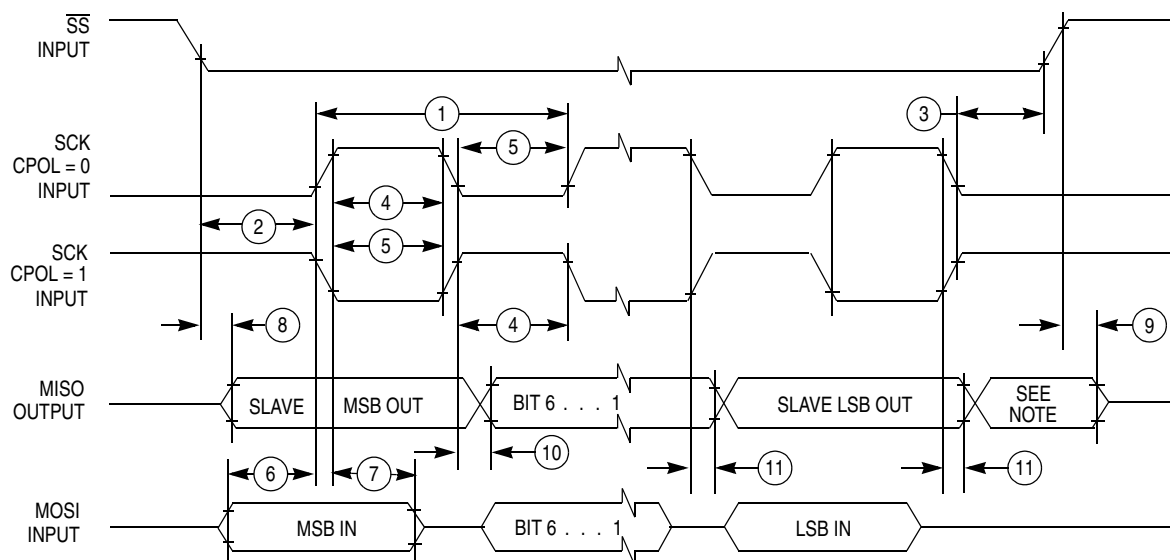 SS
INPUT
1
3
SCK
CPOL = 0
INPUT
5
4
2
5
SCK
CPOL = 1
INPUT
8
4
9
MISO
OUTPUT
SLAVE
MSB OUT
BIT 6 . . . 1
SLAVE LSB OUT
SEE
NOTE
10
11
11
6
7
MOSI
INPUT
MSB IN
BIT 6 . . . 1
LSB IN